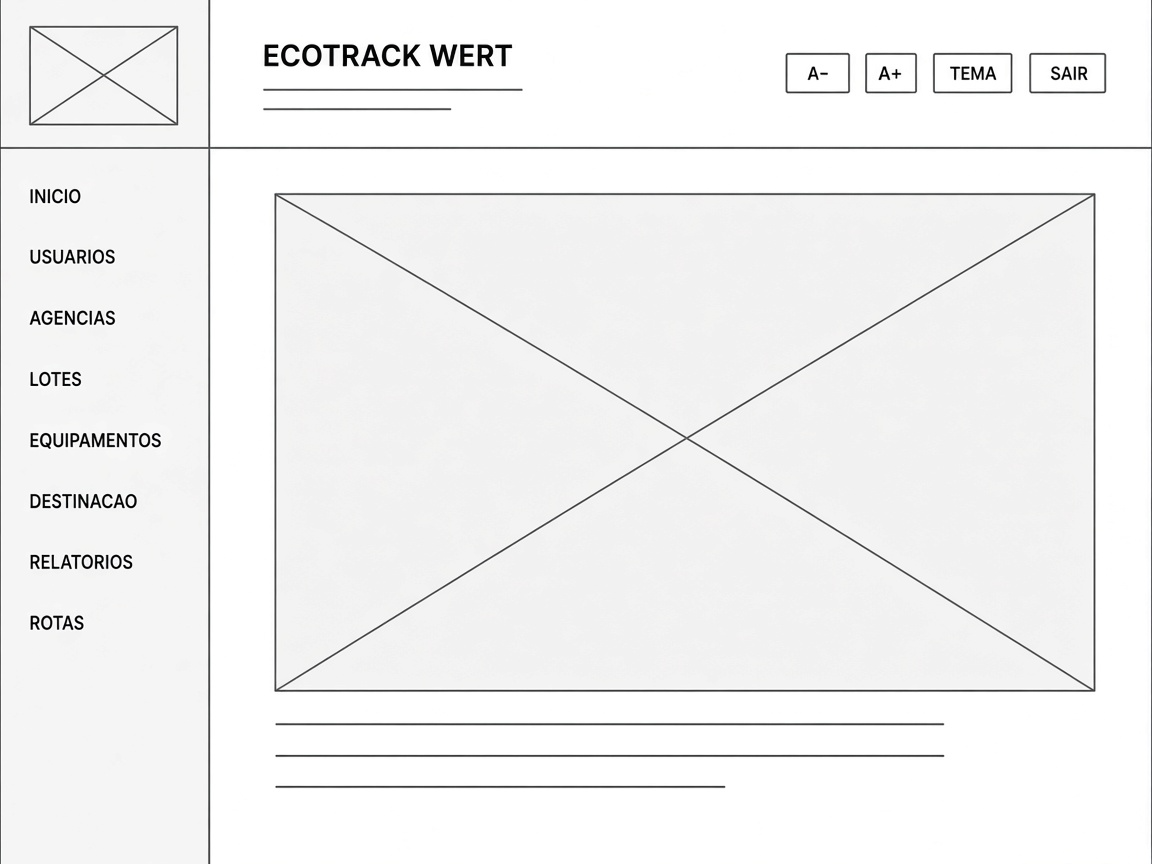 ECOTRACK WERT
A- A+ TEMA SAIR
INICIO
USUARIOS
AGENCIAS
LOTES
EQUIPAMENTOS
DESTINACAO
RELATORIOS
ROTAS